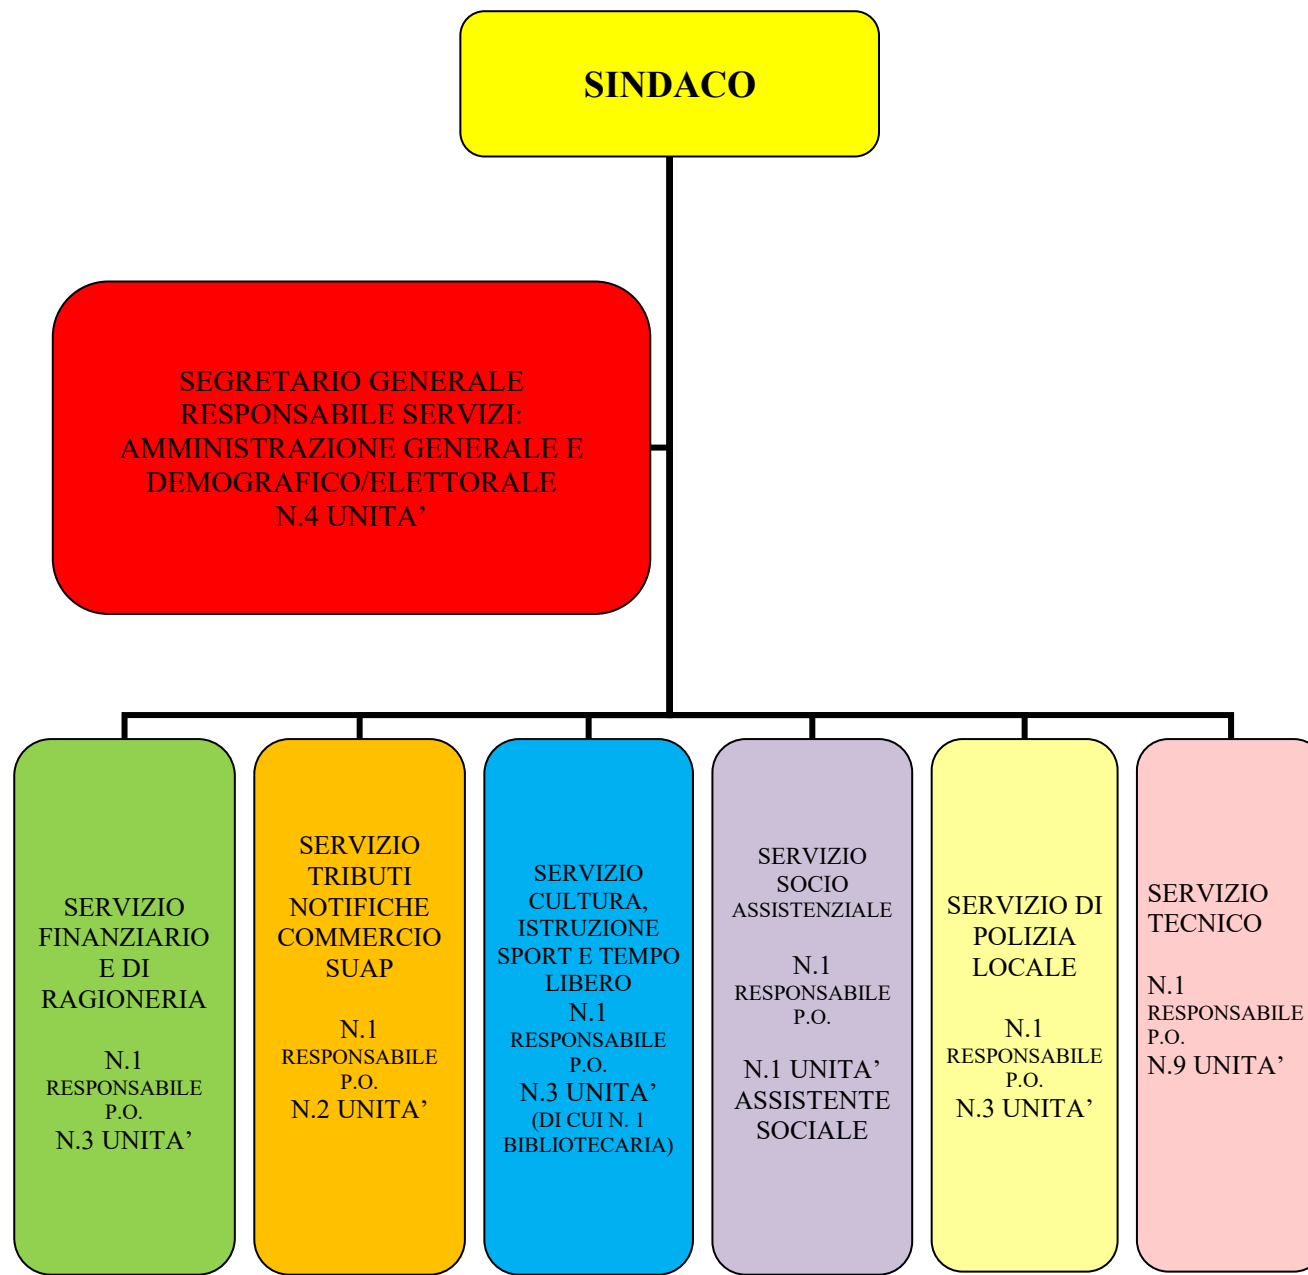 SINDACO
SEGRETARIO GENERALE
RESPONSABILE SERVIZI:
AMMINISTRAZIONE GENERALE E
DEMOGRAFICO/ELETTORALE
N.4 UNITA’
SERVIZIO
FINANZIARIO
E DI
RAGIONERIA
N.1
RESPONSABILE
P.O.
N.3 UNITA’
SERVIZIO
TRIBUTI
NOTIFICHE
COMMERCIO
SUAP
N.1
RESPONSABILE
P.O.
N.2 UNITA’
SERVIZIO
CULTURA,
ISTRUZIONE
SPORT E TEMPO
LIBERO
N.1
RESPONSABILE
P.O.
N.3 UNITA’
(DI CUI N. 1
BIBLIOTECARIA)
SERVIZIO
SOCIO
ASSISTENZIALE
N.1
RESPONSABILE
P.O.
N.1 UNITA’
ASSISTENTE
SOCIALE
SERVIZIO DI
POLIZIA
LOCALE
N.1
RESPONSABILE
P.O.
N.3 UNITA’
SERVIZIO
TECNICO
N.1
RESPONSABILE
P.O.
N.9 UNITA’